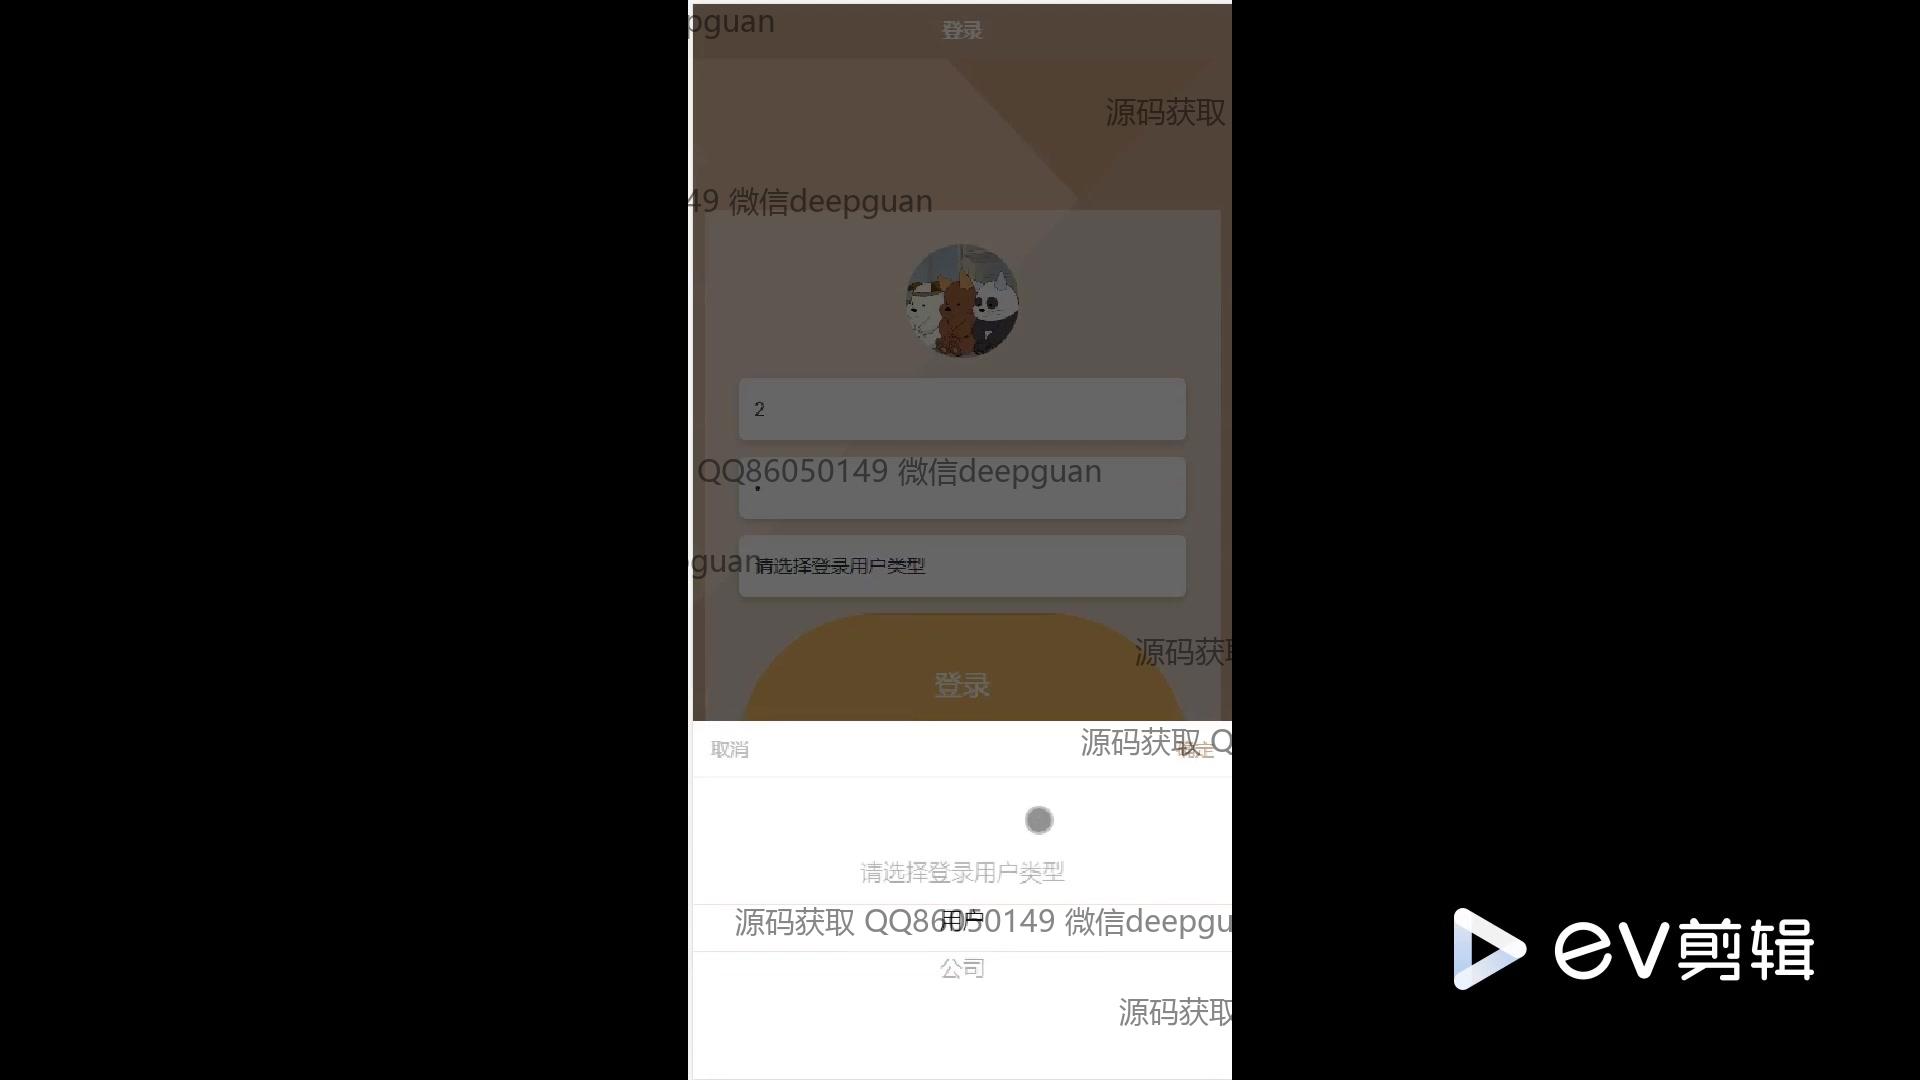 pguan
登录
源码获取
49 微信deepguan
2
QQ86050149 微信deepguan
guan
请选择登录用户类型
源码获取
登录
取消
源码获取 Q
确定
请选择登录用户类型
用户
源码获取 QQ86050149 微信deepgu
公司
源码获取
ev剪辑